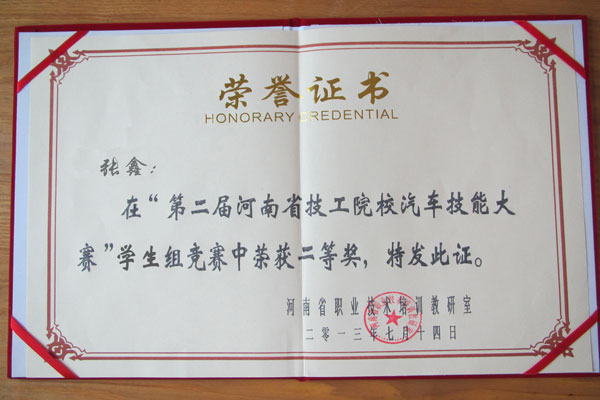 荣誉证书
HONORARY CREDENTIAL
张鑫：
在“第二届河南省技工院校汽车技能大
赛”学生组竞赛中荣获二等奖，特发此证。
河南省职业技术培训教研室
二零一三年七月十四日